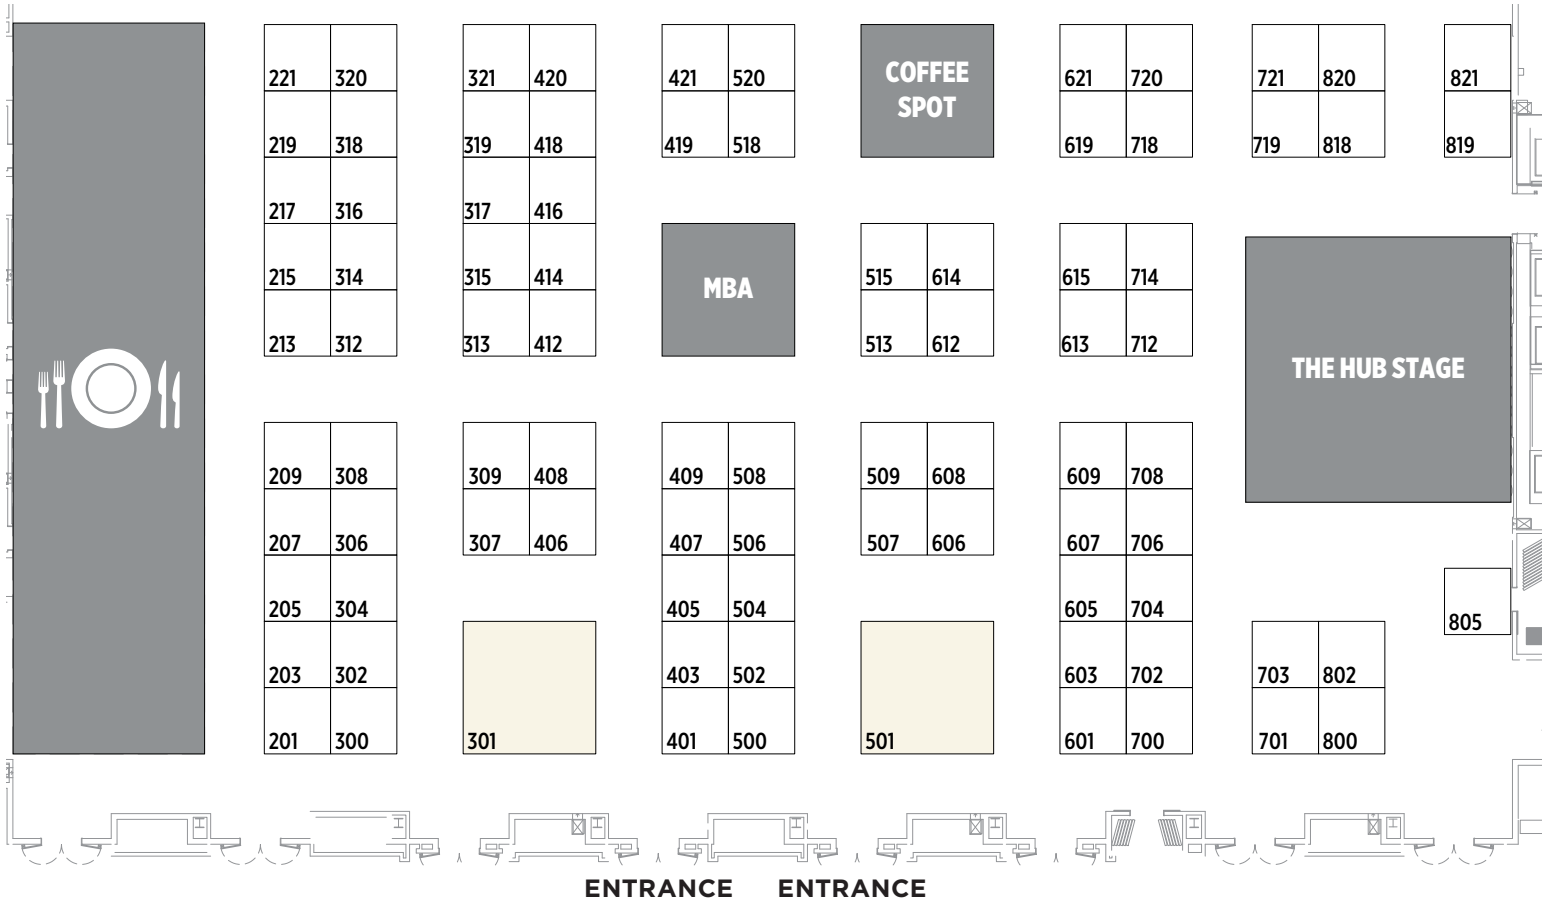 221 320 321 420 421 520 COFFEE SPOT 621 720 721 820 821
219 318 319 418 419 518 619 718 719 818 819
217 316 317 416
215 314 315 414 MBA 515 614 615 714
213 312 313 412 513 612 613 712
THE HUB STAGE
209 308 309 408 409 508 509 608 609 708
207 306 307 406 407 506 507 606 607 706
205 304 405 504 605 704 805
203 302 403 502 603 702 703 802
201 300 301 401 500 501 601 700 701 800
ENTRANCE ENTRANCE